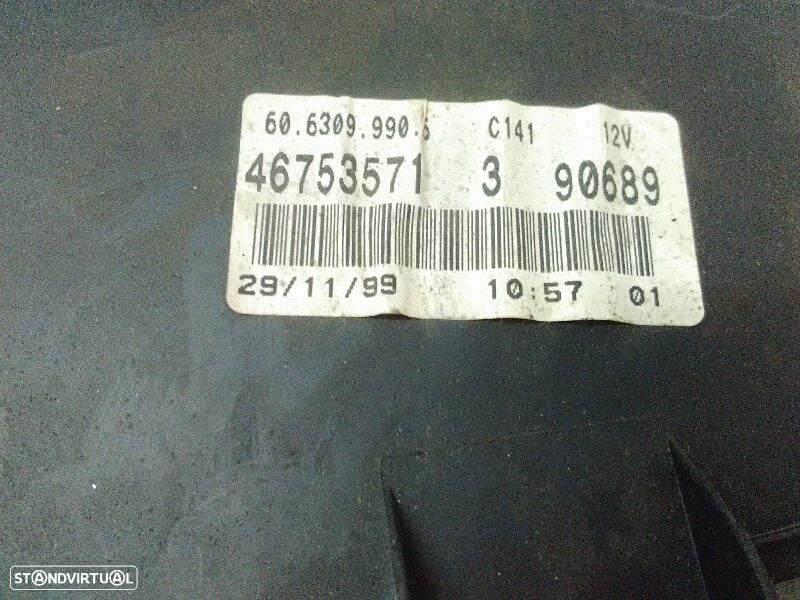 60.6309.990. C141 12V
46753571 3 90689
29/11/99 10:57 01
STANDVIRTUAL